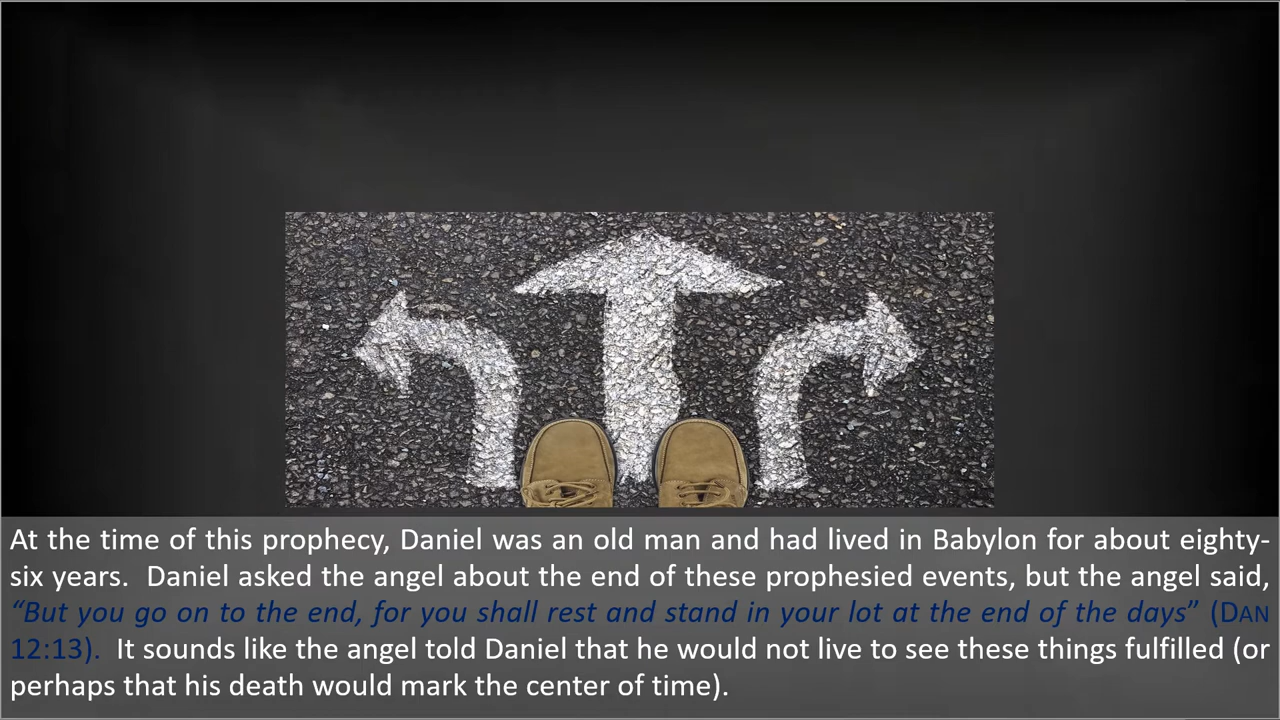 At the time of this prophecy, Daniel was an old man and had lived in Babylon for about eighty-
six years.  Daniel asked the angel about the end of these prophesied events, but the angel said,
“But you go on to the end, for you shall rest and stand in your lot at the end of the days” (DAN
12:13).  It sounds like the angel told Daniel that he would not live to see these things fulfilled (or
perhaps that his death would mark the center of time).